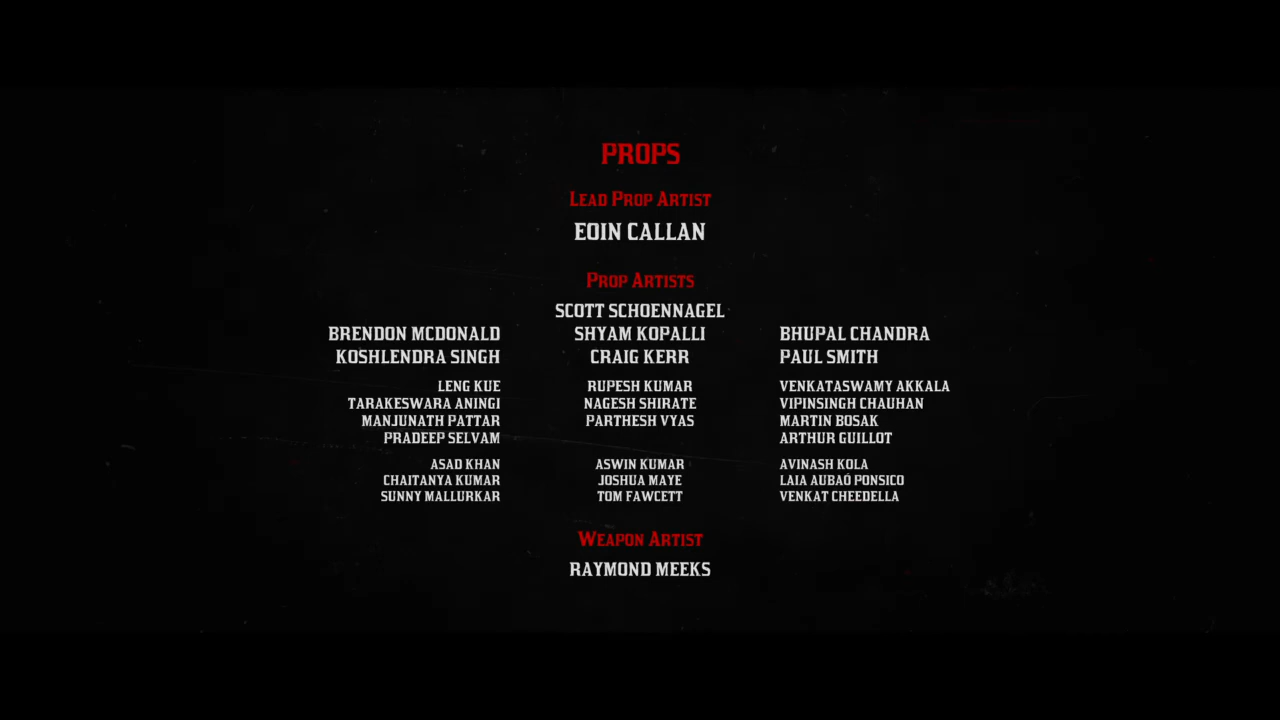 PROPS
LEAD PROP ARTIST
EOIN CALLAN
PROP ARTISTS
SCOTT SCHOENNAGEL
BRENDON MCDONALD SHYAM KOPALLI BHUPAL CHANDRA
KOSHLENDRA SINGH CRAIG KERR PAUL SMITH
LENG KUE RUPESH KUMAR VENKATASWAMY AKKALA
TARAKESWARA ANINGI NAGESH SHIRATE VIPINSINGH CHAUHAN
MANJUNATH PATTAR PARTHESH VYAS MARTIN BOSAK
PRADEEP SELVAM ARTHUR GUILLOT
ASAD KHAN ASWIN KUMAR AVINASH KOLA
CHAITANYA KUMAR JOSHUA MAYE LAIA AUBAÓ PONSICO
SUNNY MALLURKAR TOM FAWCETT VENKAT CHEEDELLA
WEAPON ARTIST
RAYMOND MEEKS